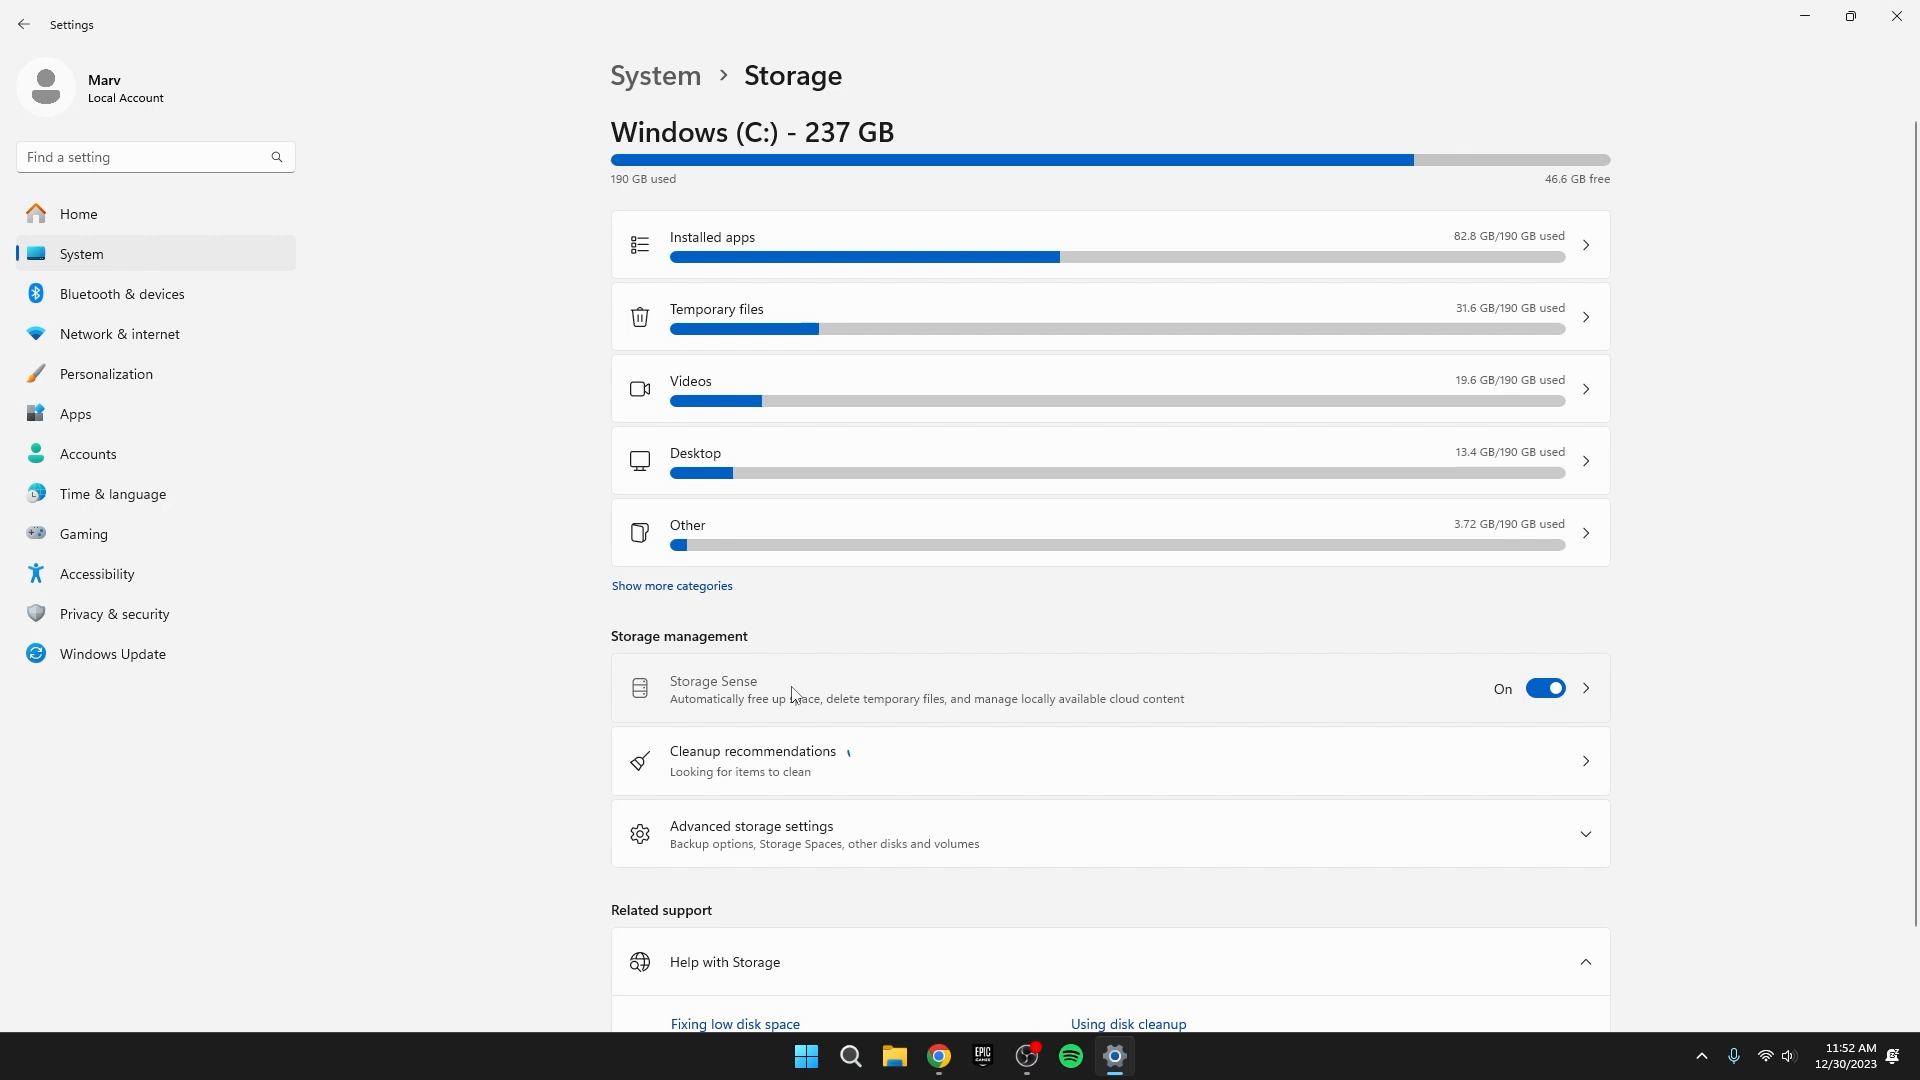 Settings
Marv
Local Account
Find a setting
Home
System
Bluetooth & devices
Network & internet
Personalization
Apps
Accounts
Time & language
Gaming
Accessibility
Privacy & security
Windows Update
System > Storage
Windows (C:) - 237 GB
190 GB used 46.6 GB free
Installed apps 82.8 GB/190 GB used
Temporary files 31.6 GB/190 GB used
Videos 19.6 GB/190 GB used
Desktop 13.4 GB/190 GB used
Other 3.72 GB/190 GB used
Show more categories
Storage management
Storage Sense On
Automatically free up space, delete temporary files, and manage locally available cloud content
Cleanup recommendations
Looking for items to clean
Advanced storage settings
Backup options, Storage Spaces, other disks and volumes
Related support
Help with Storage
Fixing low disk space Using disk cleanup
EPIC GAMES
11:52 AM
12/30/2023